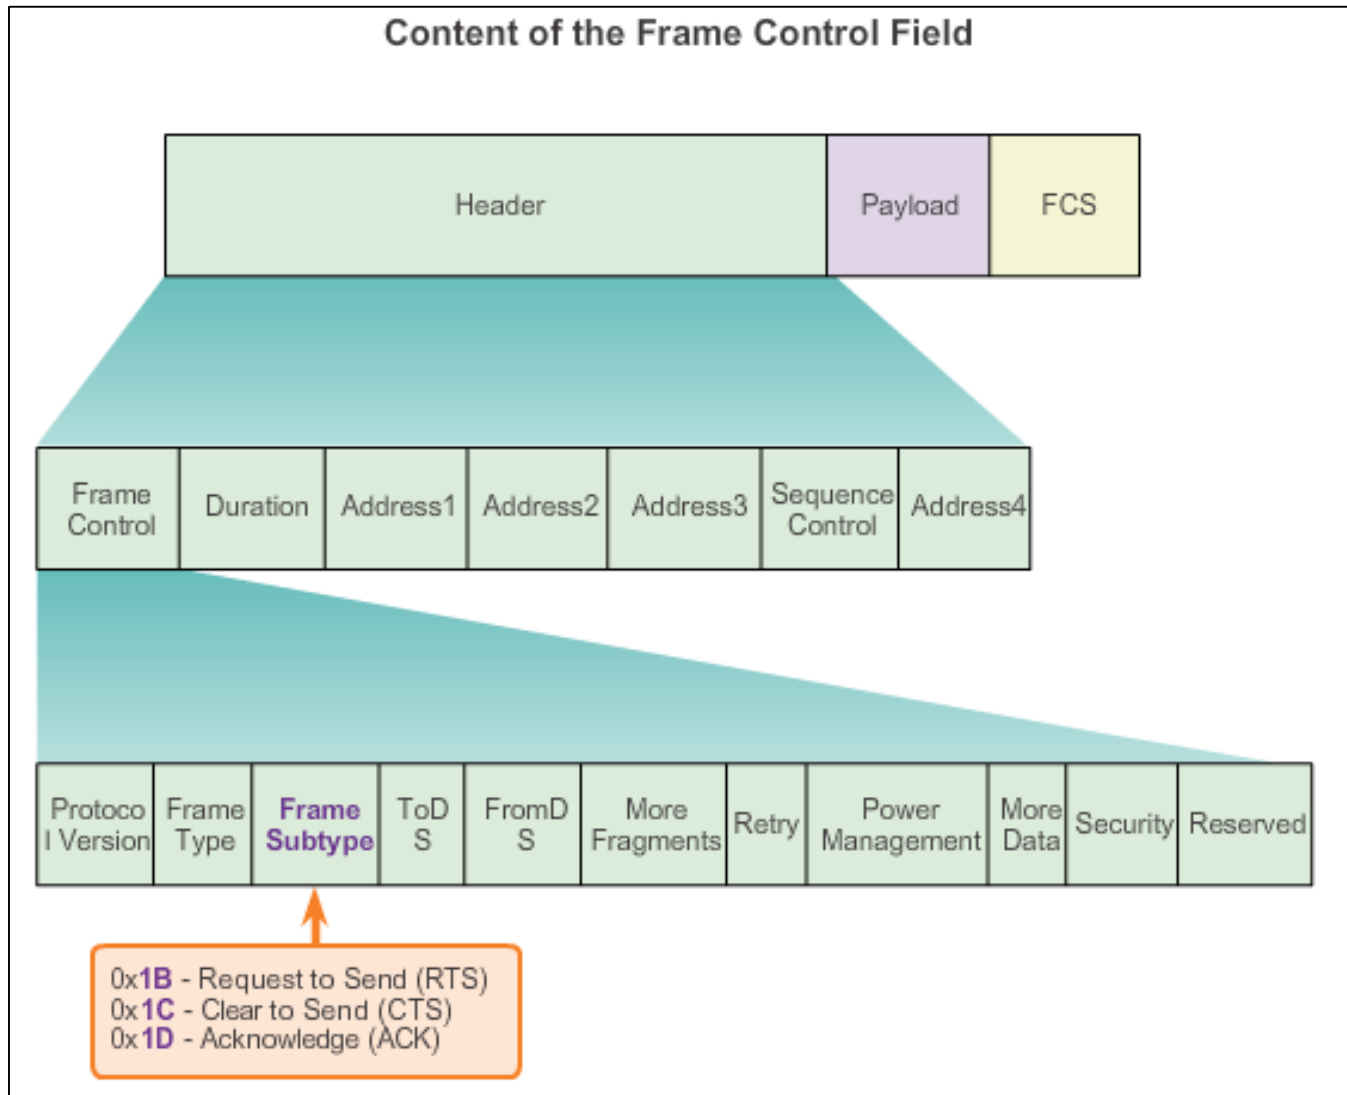 Content of the Frame Control Field
Header
Payload
FCS
Frame
Control
Duration
Address1
Address2
Address3
Sequence
Control
Address4
Protoco
l Version
Frame
Type
Frame
Subtype
ToD
S
FromD
S
More
Fragments
Retry
Power
Management
More
Data
Security
Reserved
0x1B - Request to Send (RTS)
0x1C - Clear to Send (CTS)
0x1D - Acknowledge (ACK)